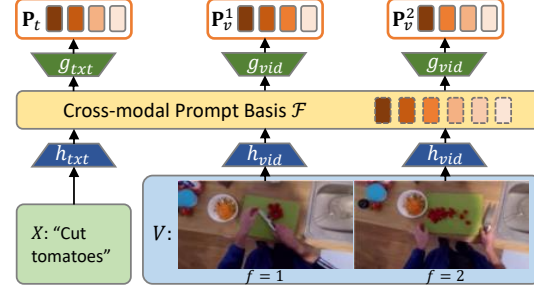 P_t P_v^1 P_v^2
g_txt g_vid g_vid
Cross-modal Prompt Basis ℱ
h_txt h_vid h_vid
X: “Cut
tomatoes”
V:
f = 1 f = 2